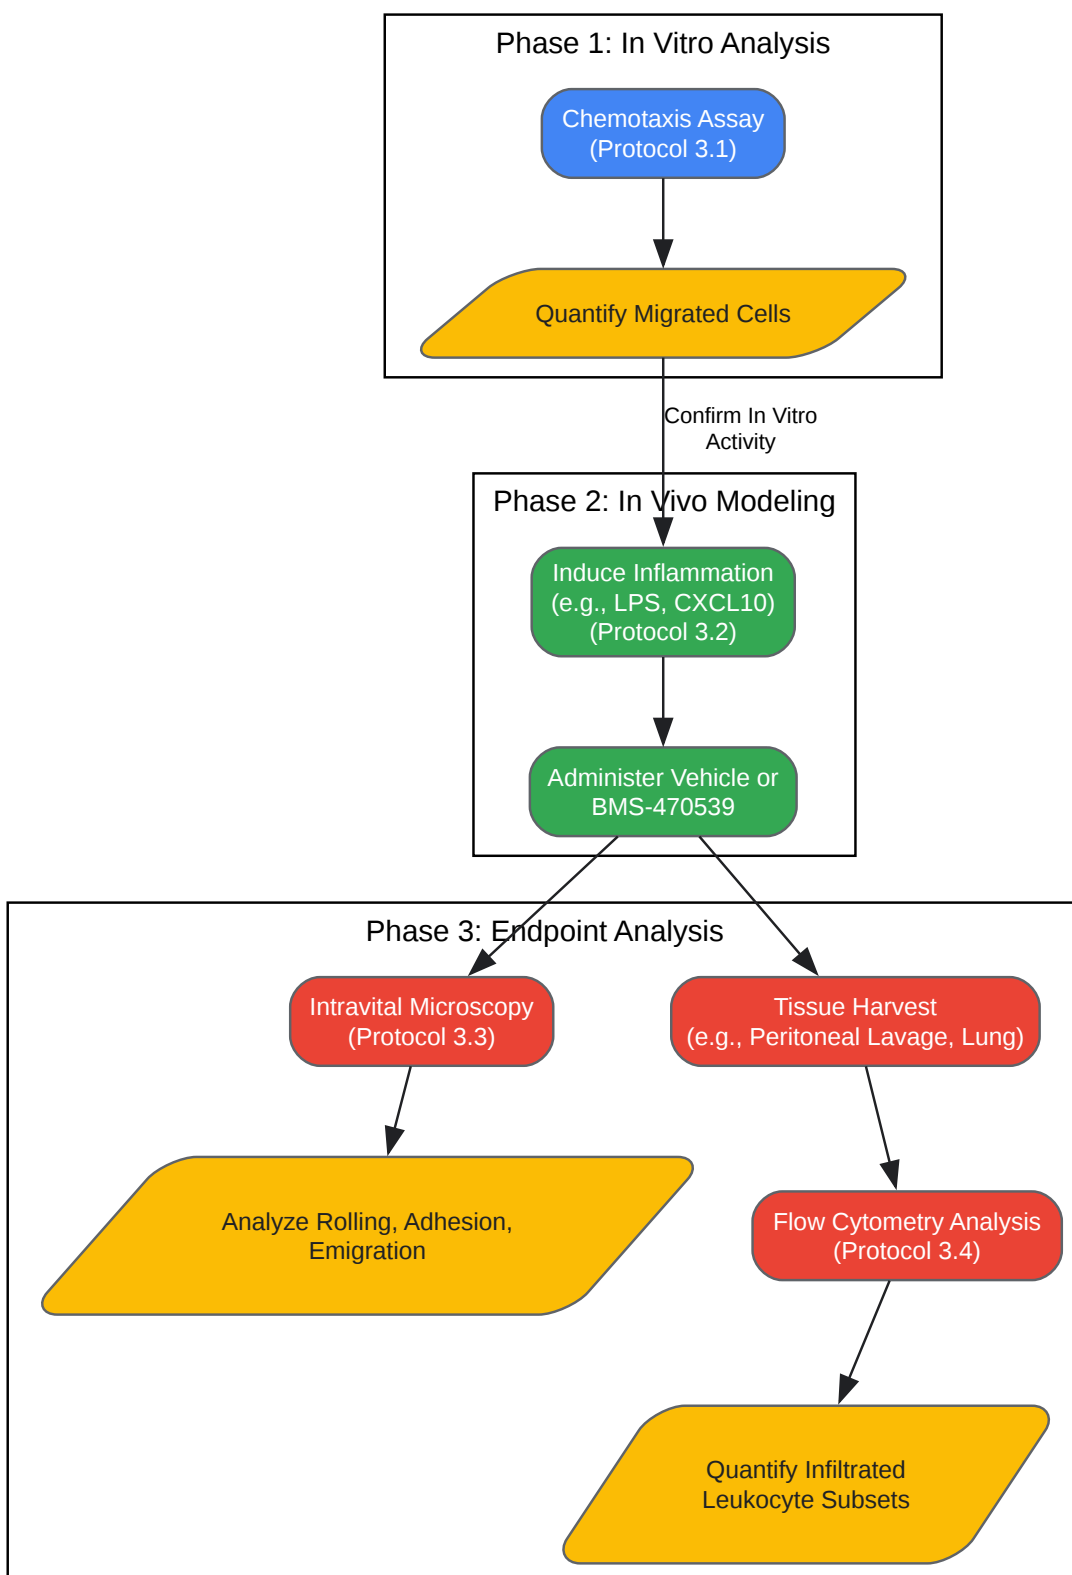 Phase 1: In Vitro Analysis
Chemotaxis Assay
(Protocol 3.1)
Quantify Migrated Cells
Confirm In Vitro
Activity
Phase 2: In Vivo Modeling
Induce Inflammation
(e.g., LPS, CXCL10)
(Protocol 3.2)
Administer Vehicle or
BMS-470539
Phase 3: Endpoint Analysis
Intravital Microscopy
(Protocol 3.3)
Tissue Harvest
(e.g., Peritoneal Lavage, Lung)
Analyze Rolling, Adhesion,
Emigration
Flow Cytometry Analysis
(Protocol 3.4)
Quantify Infiltrated
Leukocyte Subsets